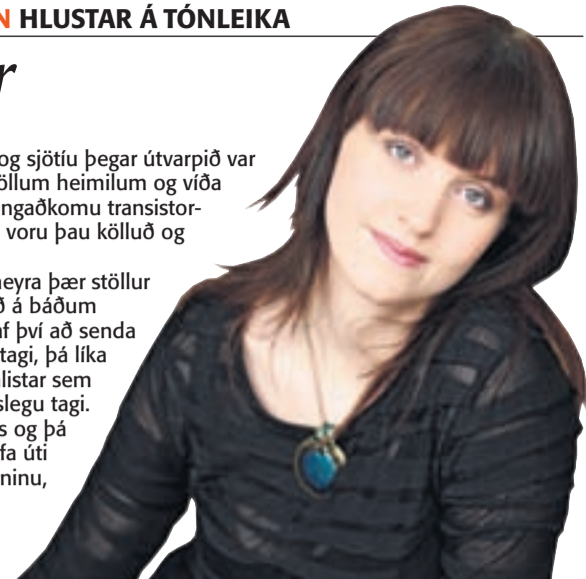 N HLUSTAR Á TÓNLEIKA
r
og sjötíu þegar útvarpið var
öllum heimilum og víða
ngaðkomu transistor-
voru þau kölluð og
neyra þær stöllur
ð á báðum
af því að senda
tagi, þá líka
listar sem
slegu tagi.
s og þá
fa úti
ninu,